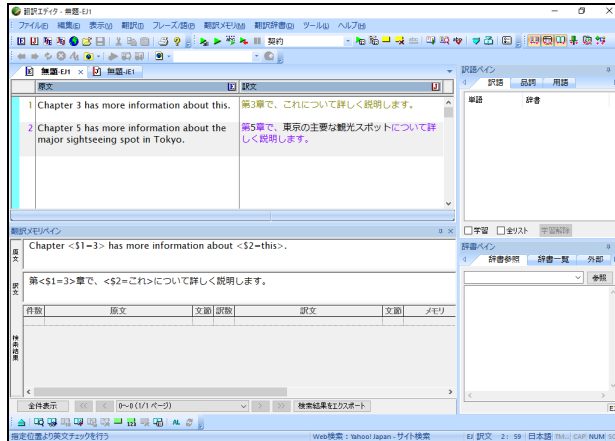 翻訳エディタ - 無題-EJ1
ファイル(F) 編集(E) 表示(V) 翻訳(T) フレーズ/語(P) 翻訳メモリ(M) 翻訳辞書(D) ツール(L) ヘルプ(H)
契約
無題-EJ1 × 無題-JE1
原文 E 訳文 J
1 Chapter 3 has more information about this. 第3章で、これについて詳しく説明します。
2 Chapter 5 has more information about the 第5章で、東京の主要な観光スポットについて詳
major sightseeing spot in Tokyo. しく説明します。
訳語ペイン
訳語 品詞 用語
単語 辞書
学習 全リスト 学習解除
翻訳メモリペイン
原文
Chapter <$1=3> has more information about <$2=this>.
訳文
第<$1=3>章で、<$2=これ>について詳しく説明します。
検索結果
件数 原文 文節 訳数 訳文 文節 メモリ
全件表示 << < 0～0 (1/1 ページ) > >> 検索結果をエクスポート
辞書ペイン
辞書参照 辞書一覧 外部
参照
指定位置より英文チェックを行う Web検索：Yahoo! Japan - サイト検索 EJ 訳文 2: 59 日本語 TM... CAP NUM